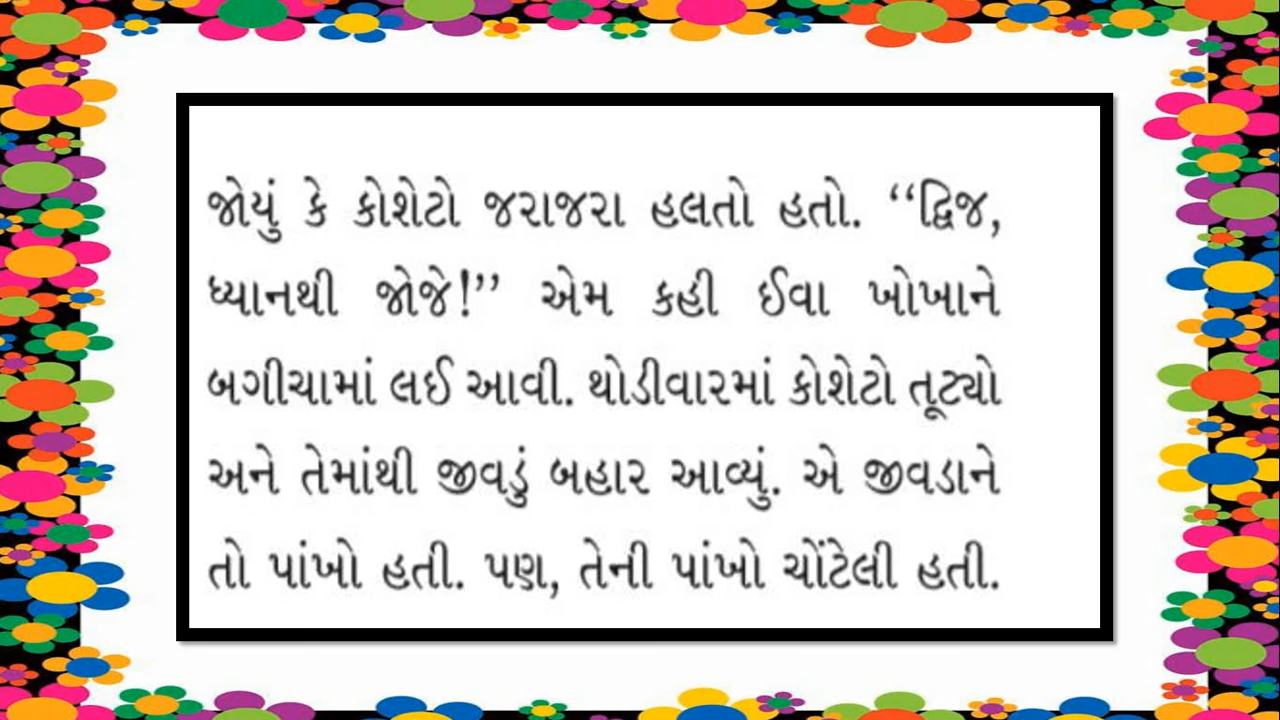 જોયું કે કોશેટો જરાજરા હલતો હતો. “દ્વિજ,
ધ્યાનથી જોજે!” એમ કહી ઈવા ખોખાને
બગીચામાં લઈ આવી. થોડીવારમાં કોશેટો તૂટ્યો
અને તેમાંથી જીવડું બહાર આવ્યું. એ જીવડાને
તો પાંખો હતી. પણ, તેની પાંખો ચોંટેલી હતી.